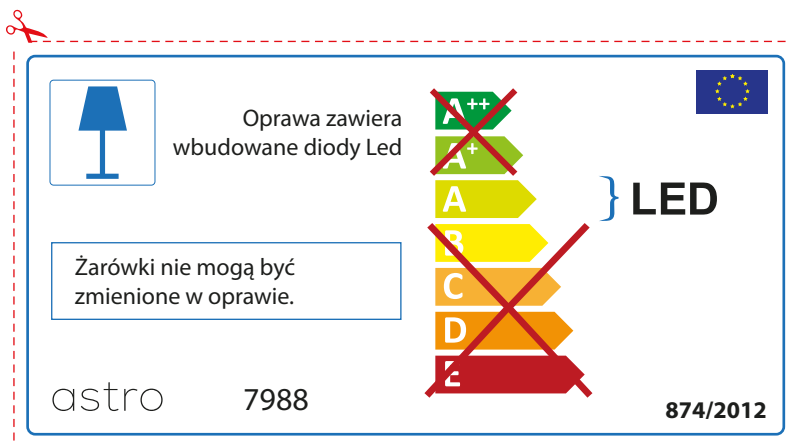 Oprawa zawiera
wbudowane diody Led
A++
A+
A
B
C
D
E
LED
Żarówki nie mogą być
zmienione w oprawie.
astro
7988
874/2012